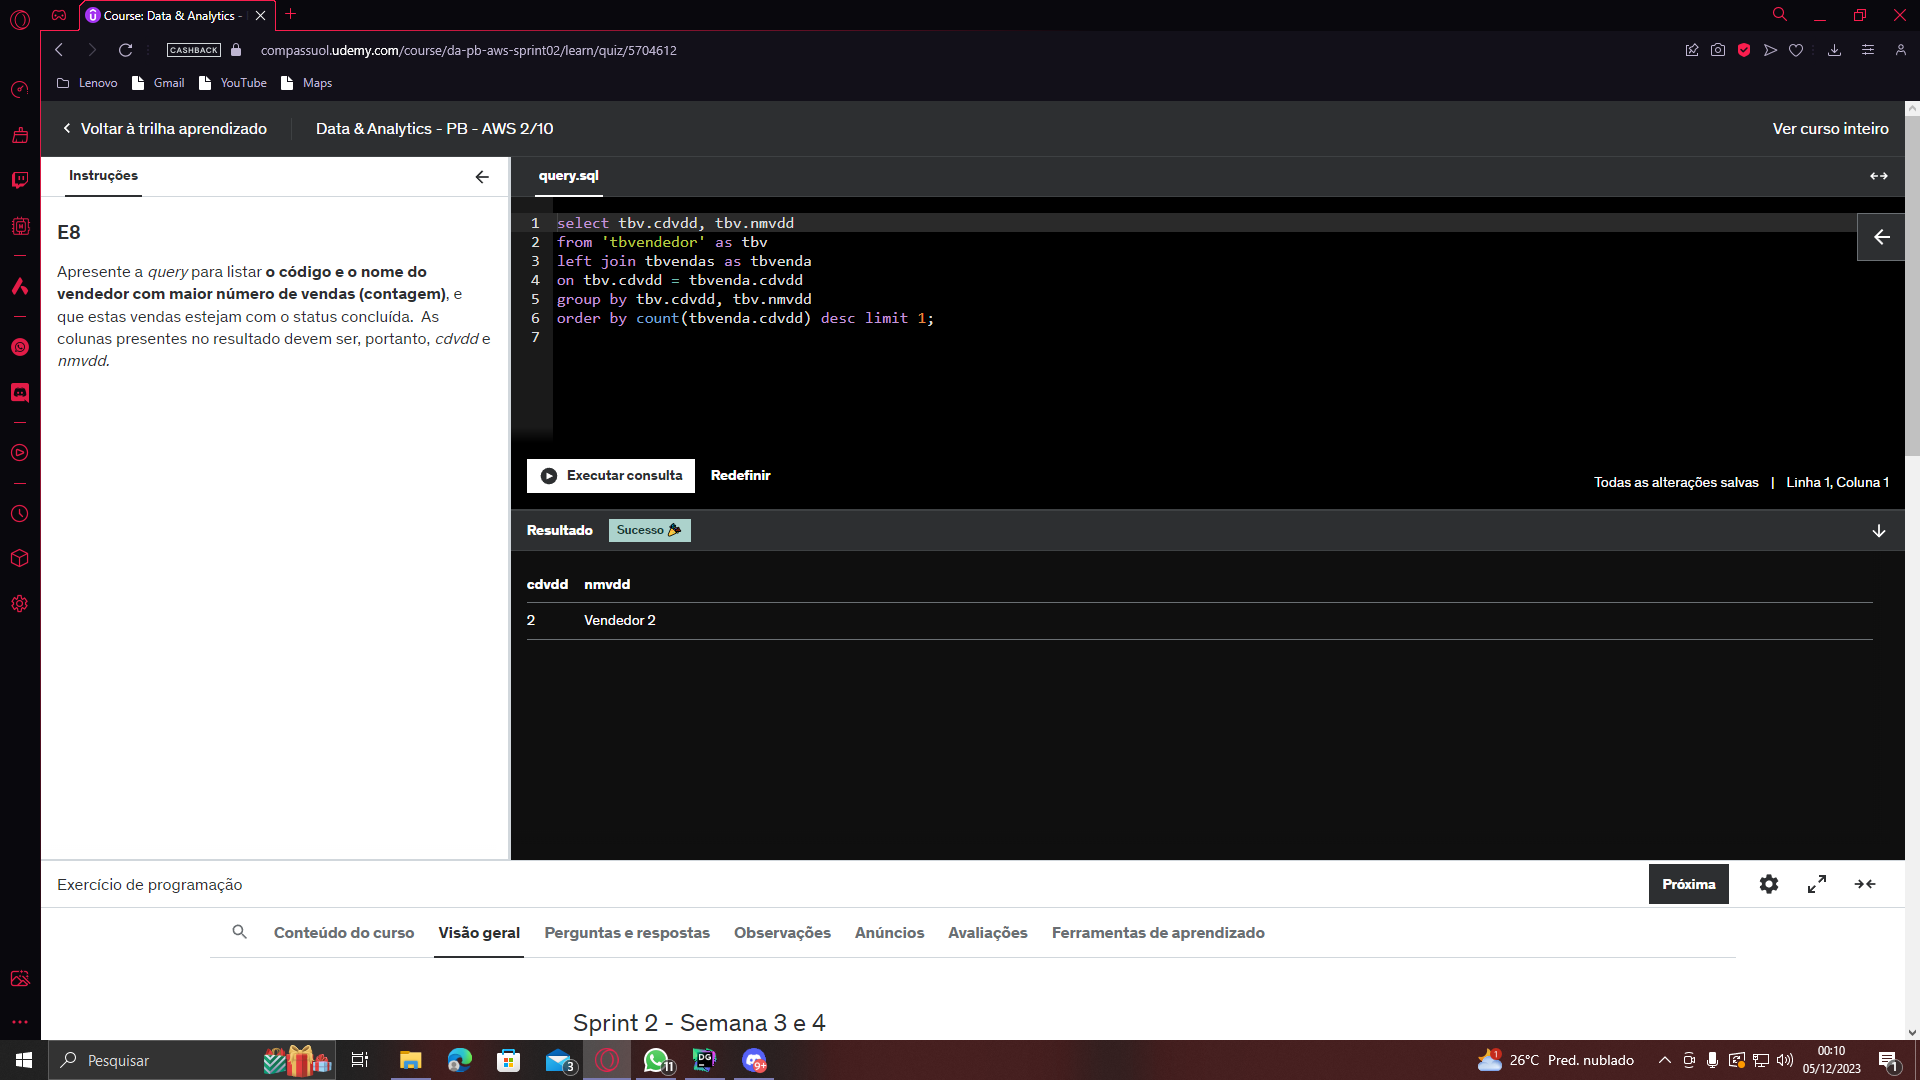 Course: Data & Analytics -
CASHBACK
compassuol.udemy.com/course/da-pb-aws-sprint02/learn/quiz/5704612
Lenovo
Gmail
YouTube
Maps
Voltar à trilha aprendizado
Data & Analytics - PB - AWS 2/10
Ver curso inteiro
Instruções
E8
Apresente a query para listar o código e o nome do
vendedor com maior número de vendas (contagem), e
que estas vendas estejam com o status concluída. As
colunas presentes no resultado devem ser, portanto, cdvdd e
nmvdd.
query.sql
1 select tbv.cdvdd, tbv.nmvdd
2 from 'tbvendedor' as tbv
3 left join tbvendas as tbvenda
4 on tbv.cdvdd = tbvenda.cdvdd
5 group by tbv.cdvdd, tbv.nmvdd
6 order by count(tbvenda.cdvdd) desc limit 1;
7
Executar consulta
Redefinir
Todas as alterações salvas | Linha 1, Coluna 1
Resultado
Sucesso
cdvdd nmvdd
2 Vendedor 2
Exercício de programação
Próxima
Conteúdo do curso
Visão geral
Perguntas e respostas
Observações
Anúncios
Avaliações
Ferramentas de aprendizado
Sprint 2 - Semana 3 e 4
Pesquisar
3
11
DG
9+
1
26°C Pred. nublado
00:10
05/12/2023
1